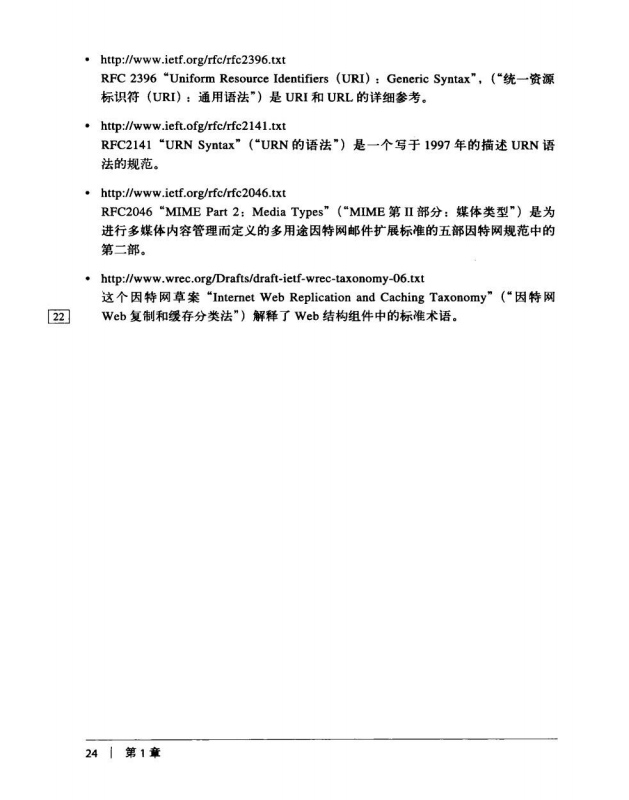 • http://www.ietf.org/rfc/rfc2396.txt
RFC 2396 “Uniform Resource Identifiers (URI) : Generic Syntax”, (“统一资源
标识符（URI）：通用语法”）是 URI 和 URL 的详细参考。
• http://www.ieft.ofg/rfc/rfc2141.txt
RFC2141 “URN Syntax”（“URN 的语法”）是一个写于 1997 年的描述 URN 语
法的规范。
• http://www.ietf.org/rfc/rfc2046.txt
RFC2046 “MIME Part 2：Media Types”（“MIME 第 II 部分：媒体类型”）是为
进行多媒体内容管理而定义的多用途因特网邮件扩展标准的五部因特网规范中的
第二部。
• http://www.wrec.org/Drafts/draft-ietf-wrec-taxonomy-06.txt
这个因特网草案“Internet Web Replication and Caching Taxonomy”（“因特网
22 Web 复制和缓存分类法”）解释了 Web 结构组件中的标准术语。
24 | 第 1 章